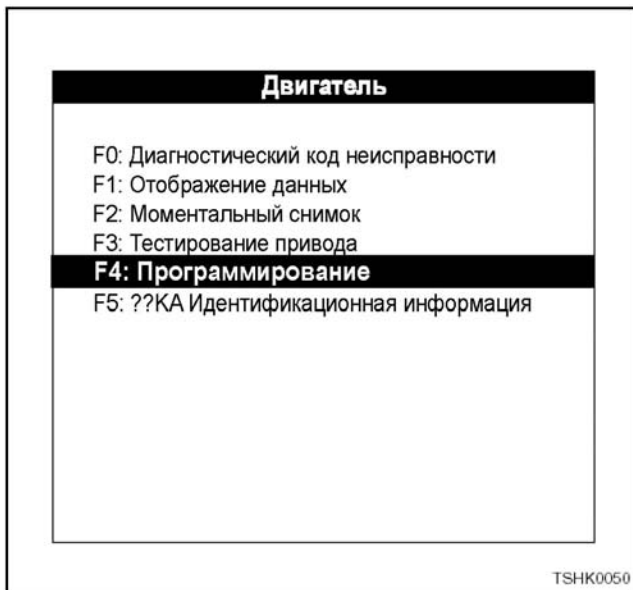 Двигатель
F0: Диагностический код неисправности
F1: Отображение данных
F2: Моментальный снимок
F3: Тестирование привода
F4: Программирование
F5: ??KA Идентификационная информация
TSHK0050